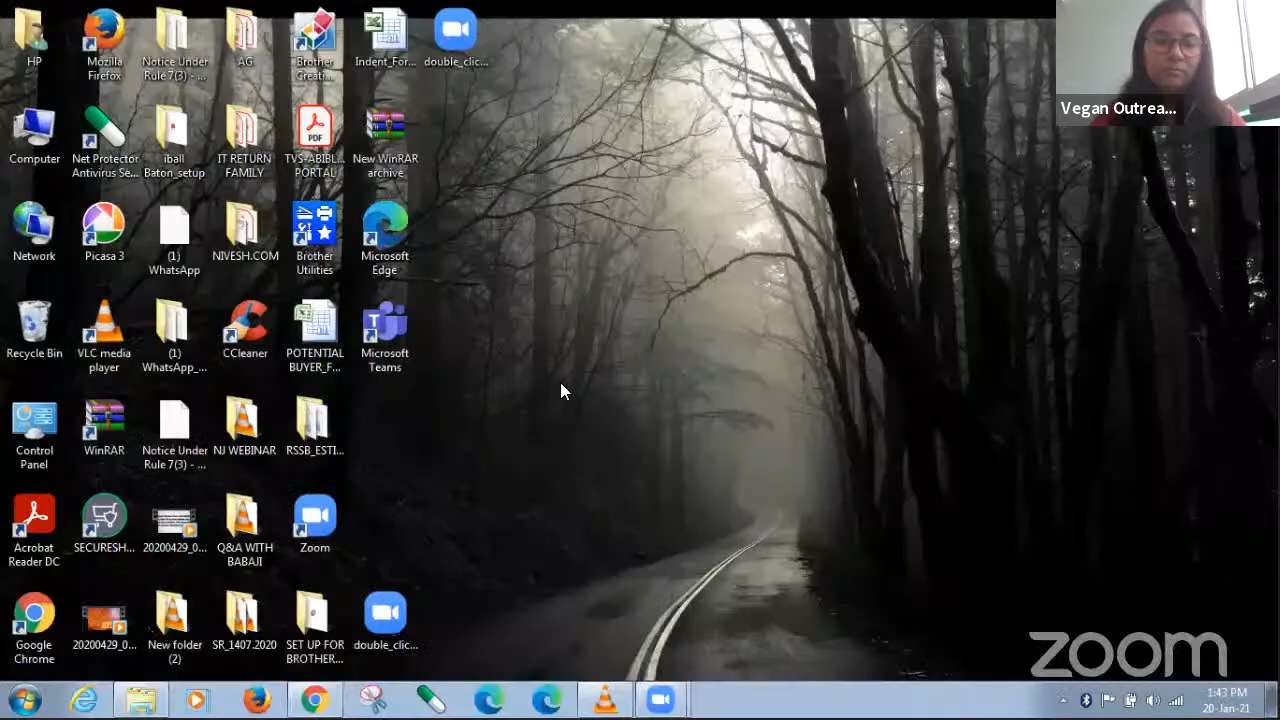 HP
Mozilla
Firefox
Notice Under
Rule 7(3) - ...
AG
Brother
Creati...
Indent_For...
double_clic...
Vegan Outrea...
Computer
Net Protector
Antivirus Se...
iball
Baton_setup
IT RETURN
FAMILY
PDF
TVS-ABIBL...
PORTAL
New WinRAR
archive
Network
Picasa 3
(1)
WhatsApp
NIVESH.COM
Brother
Utilities
Microsoft
Edge
Recycle Bin
VLC media
player
(1)
WhatsApp_...
CCleaner
POTENTIAL
BUYER_F...
T
Microsoft
Teams
Control
Panel
WinRAR
Notice Under
Rule 7(3) - ...
NJ WEBINAR
RSSB_ESTI...
Acrobat
Reader DC
SECURESH...
20200429_0...
Q&A WITH
BABAJI
Zoom
Google
Chrome
20200429_0...
New folder
(2)
SR_1407.2020
SET UP FOR
BROTHER...
double_clic...
zoom
1:43 PM
20-Jan-21